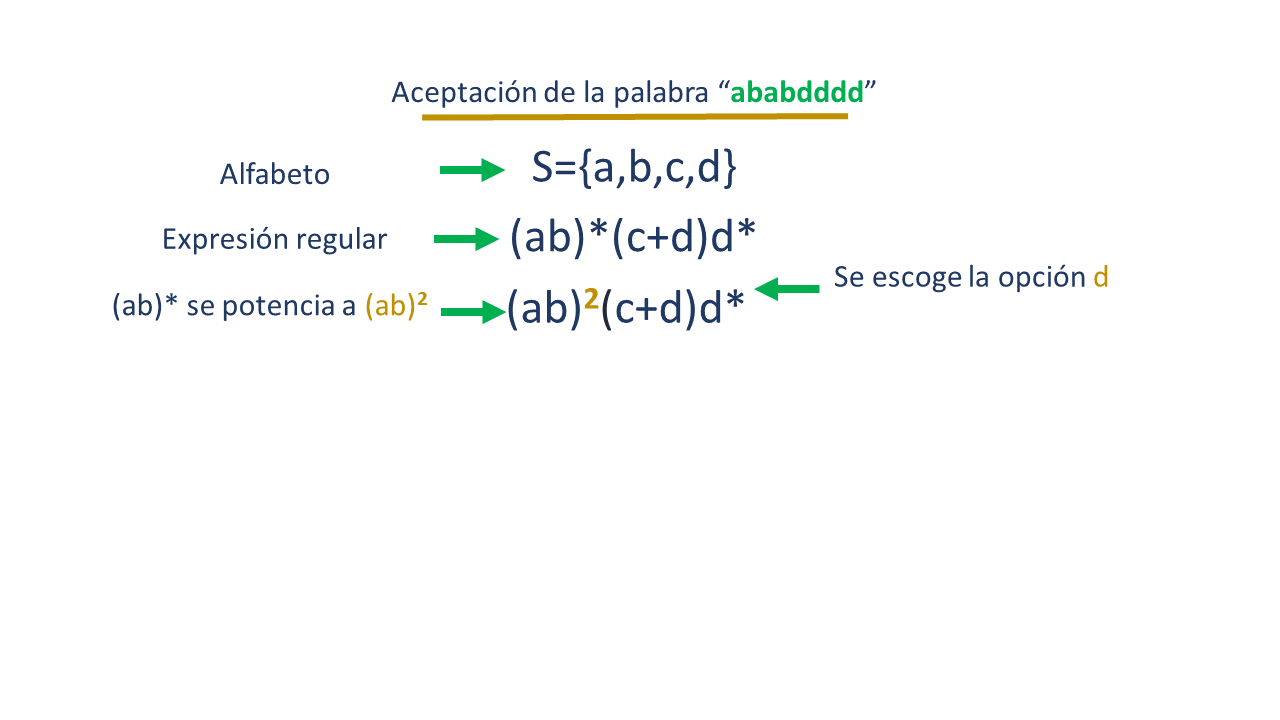 Aceptación de la palabra “ababdddd”
Alfabeto
S={a,b,c,d}
Expresión regular
(ab)*(c+d)d*
Se escoge la opción d
(ab)* se potencia a (ab)²
(ab)²(c+d)d*